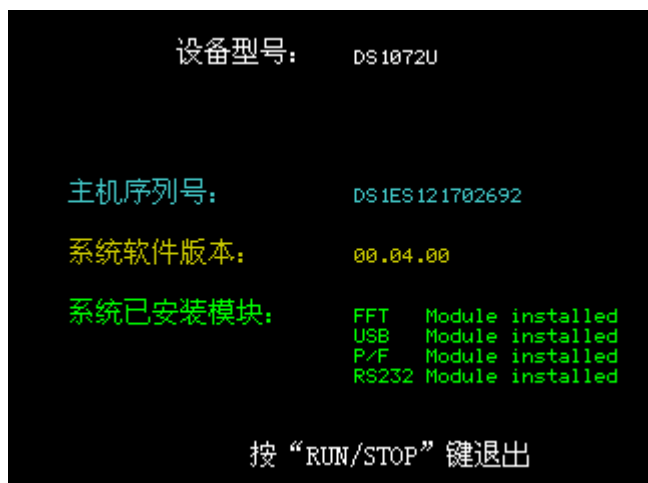 设备型号： DS1072U
主机序列号： DS1ES121702692
系统软件版本： 00.04.00
系统已安装模块： FFT Module installed
USB Module installed
P/F Module installed
RS232 Module installed
按“RUN/STOP”键退出